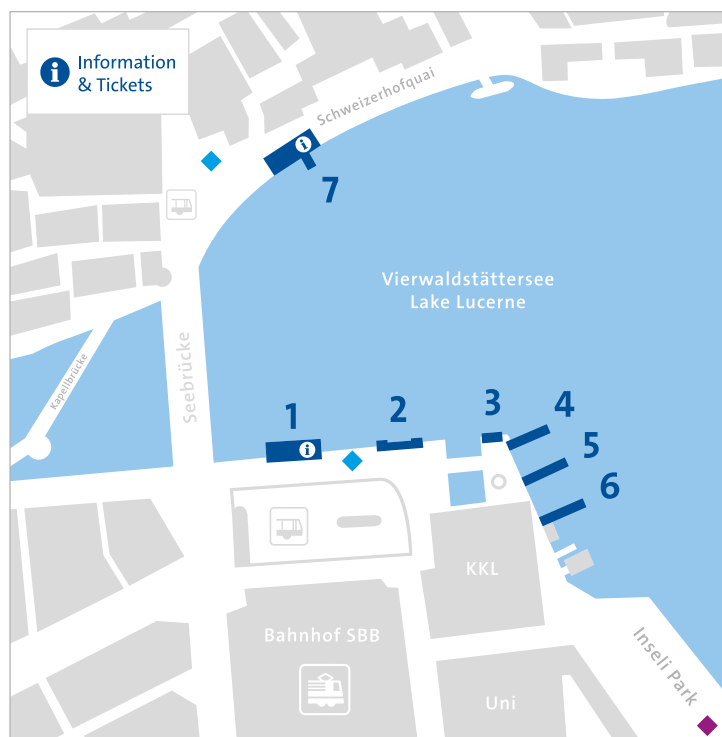 i Information
& Tickets
Schweizerhofquai
i
7
Vierwaldstättersee
Lake Lucerne
Kapellbrücke
Seebrücke
1
i
2
3
4
5
6
KKL
Bahnhof SBB
Inseli Park
Uni